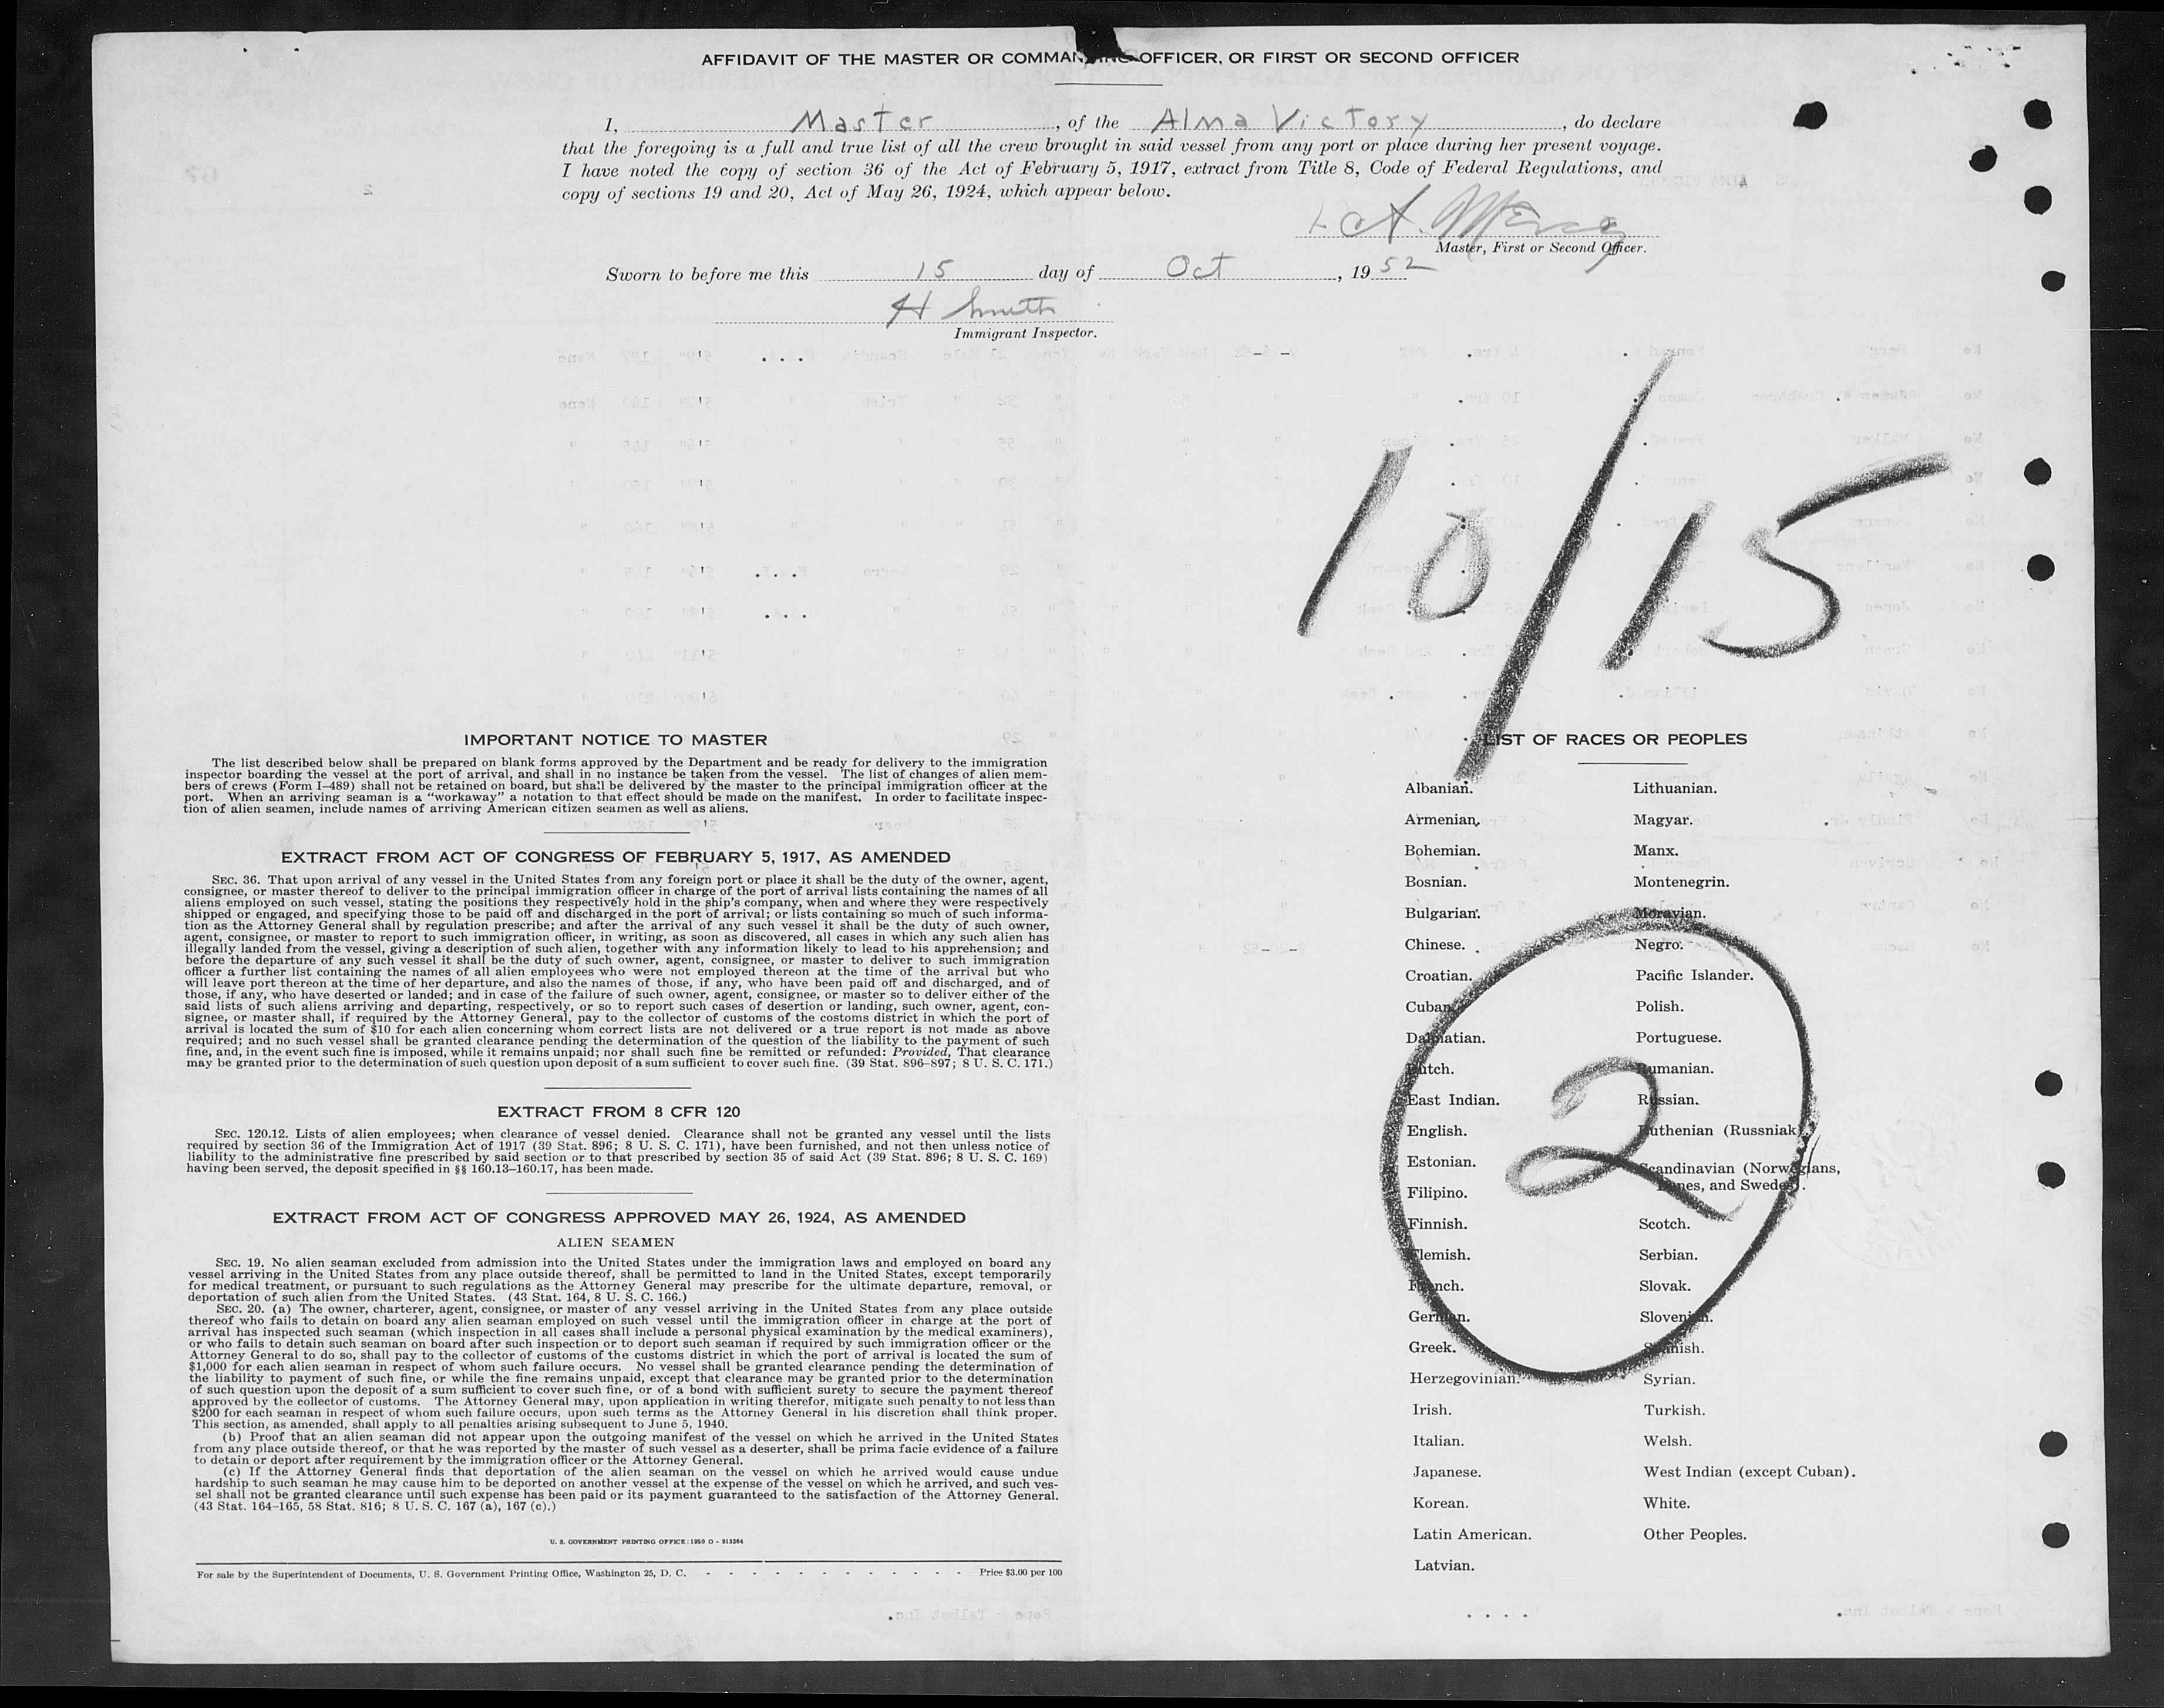 AFFIDAVIT OF THE MASTER OR COMMANDING OFFICER, OR FIRST OR SECOND OFFICER
I, Master, of the Alma Victory, do declare
that the foregoing is a full and true list of all the crew brought in said vessel from any port or place during her present voyage.
I have noted the copy of section 36 of the Act of February 5, 1917, extract from Title 8, Code of Federal Regulations, and
copy of sections 19 and 20, Act of May 26, 1924, which appear below.
Master, First or Second Officer.
Sworn to before me this 15 day of Oct, 1952
H Smith
Immigrant Inspector.
10/15
IMPORTANT NOTICE TO MASTER
The list described below shall be prepared on blank forms approved by the Department and be ready for delivery to the immigration
inspector boarding the vessel at the port of arrival, and shall in no instance be taken from the vessel. The list of changes of alien mem-
bers of crews (Form I–489) shall not be retained on board, but shall be delivered by the master to the principal immigration officer at the
port. When an arriving seaman is a “workaway” a notation to that effect should be made on the manifest. In order to facilitate inspec-
tion of alien seamen, include names of arriving American citizen seamen as well as aliens.
EXTRACT FROM ACT OF CONGRESS OF FEBRUARY 5, 1917, AS AMENDED
SEC. 36. That upon arrival of any vessel in the United States from any foreign port or place it shall be the duty of the owner, agent,
consignee, or master thereof to deliver to the principal immigration officer in charge of the port of arrival lists containing the names of all
aliens employed on such vessel, stating the positions they respectively hold in the ship's company, when and where they were respectively
shipped or engaged, and specifying those to be paid off and discharged in the port of arrival; or lists containing so much of such informa-
tion as the Attorney General shall by regulation prescribe; and after the arrival of any such vessel it shall be the duty of such owner,
agent, consignee, or master to report to such immigration officer, in writing, as soon as discovered, all cases in which any such alien has
illegally landed from the vessel, giving a description of such alien, together with any information likely to lead to his apprehension; and
before the departure of any such vessel it shall be the duty of such owner, agent, consignee, or master to deliver to such immigration
officer a further list containing the names of all alien employees who were not employed thereon at the time of the arrival but who
will leave port thereon at the time of her departure, and also the names of those, if any, who have been paid off and discharged, and of
those, if any, who have deserted or landed; and in case of the failure of such owner, agent, consignee, or master so to deliver either of the
said lists of such aliens arriving and departing, respectively, or so to report such cases of desertion or landing, such owner, agent, con-
signee, or master shall, if required by the Attorney General, pay to the collector of customs of the costoms district in which the port of
arrival is located the sum of $10 for each alien concerning whom correct lists are not delivered or a true report is not made as above
required; and no such vessel shall be granted clearance pending the determination of the question of the liability to the payment of such
fine, and, in the event such fine is imposed, while it remains unpaid; nor shall such fine be remitted or refunded: Provided, That clearance
may be granted prior to the determination of such question upon deposit of a sum sufficient to cover such fine. (39 Stat. 896–897; 8 U. S. C. 171.)
EXTRACT FROM 8 CFR 120
SEC. 120.12. Lists of alien employees; when clearance of vessel denied. Clearance shall not be granted any vessel until the lists
required by section 36 of the Immigration Act of 1917 (39 Stat. 896; 8 U. S. C. 171), have been furnished, and not then unless notice of
liability to the administrative fine prescribed by said section or to that prescribed by section 35 of said Act (39 Stat. 896; 8 U. S. C. 169)
having been served, the deposit specified in §§ 160.13–160.17, has been made.
EXTRACT FROM ACT OF CONGRESS APPROVED MAY 26, 1924, AS AMENDED
ALIEN SEAMEN
SEC. 19. No alien seaman excluded from admission into the United States under the immigration laws and employed on board any
vessel arriving in the United States from any place outside thereof, shall be permitted to land in the United States, except temporarily
for medical treatment, or pursuant to such regulations as the Attorney General may prescribe for the ultimate departure, removal, or
deportation of such alien from the United States. (43 Stat. 164, 8 U. S. C. 166.)
SEC. 20. (a) The owner, charterer, agent, consignee, or master of any vessel arriving in the United States from any place outside
thereof who fails to detain on board any alien seaman employed on such vessel until the immigration officer in charge at the port of
arrival has inspected such seaman (which inspection in all cases shall include a personal physical examination by the medical examiners),
or who fails to detain such seaman on board after such inspection or to deport such seaman if required by such immigration officer or the
Attorney General to do so, shall pay to the collector of customs of the customs district in which the port of arrival is located the sum of
$1,000 for each alien seaman in respect of whom such failure occurs. No vessel shall be granted clearance pending the determination of
the liability to payment of such fine, or while the fine remains unpaid, except that clearance may be granted prior to the determination
of such question upon the deposit of a sum sufficient to cover such fine, or of a bond with sufficient surety to secure the payment thereof
approved by the collector of customs. The Attorney General may, upon application in writing therefor, mitigate such penalty to not less than
$200 for each seaman in respect of whom such failure occurs, upon such terms as the Attorney General in his discretion shall think proper.
This section, as amended, shall apply to all penalties arising subsequent to June 5, 1940.
(b) Proof that an alien seaman did not appear upon the outgoing manifest of the vessel on which he arrived in the United States
from any place outside thereof, or that he was reported by the master of such vessel as a deserter, shall be prima facie evidence of a failure
to detain or deport after requirement by the immigration officer or the Attorney General.
(c) If the Attorney General finds that deportation of the alien seaman on the vessel on which he arrived would cause undue
hardship to such seaman he may cause him to be deported on another vessel at the expense of the vessel on which he arrived, and such ves-
sel shall not be granted clearance until such expense has been paid or its payment guaranteed to the satisfaction of the Attorney General.
(43 Stat. 164–165, 58 Stat. 816; 8 U. S. C. 167 (a), 167 (c).)
U. S. GOVERNMENT PRINTING OFFICE : 1950 O - 913264
For sale by the Superintendent of Documents, U. S. Government Printing Office, Washington 25, D. C. - - - - - - - - - - - - Price $3.00 per 100
LIST OF RACES OR PEOPLES
Albanian.
Armenian.
Bohemian.
Bosnian.
Bulgarian.
Chinese.
Croatian.
Cuban.
Dalmatian.
Dutch.
East Indian.
English.
Estonian.
Filipino.
Finnish.
Flemish.
French.
German.
Greek.
Herzegovinian.
Irish.
Italian.
Japanese.
Korean.
Latin American.
Latvian.
Lithuanian.
Magyar.
Manx.
Montenegrin.
Moravian.
Negro.
Pacific Islander.
Polish.
Portuguese.
Rumanian.
Russian.
Ruthenian (Russniak).
Scandinavian (Norwegians,
Danes, and Swedes).
Scotch.
Serbian.
Slovak.
Slovenian.
Spanish.
Syrian.
Turkish.
Welsh.
West Indian (except Cuban).
White.
Other Peoples.
2